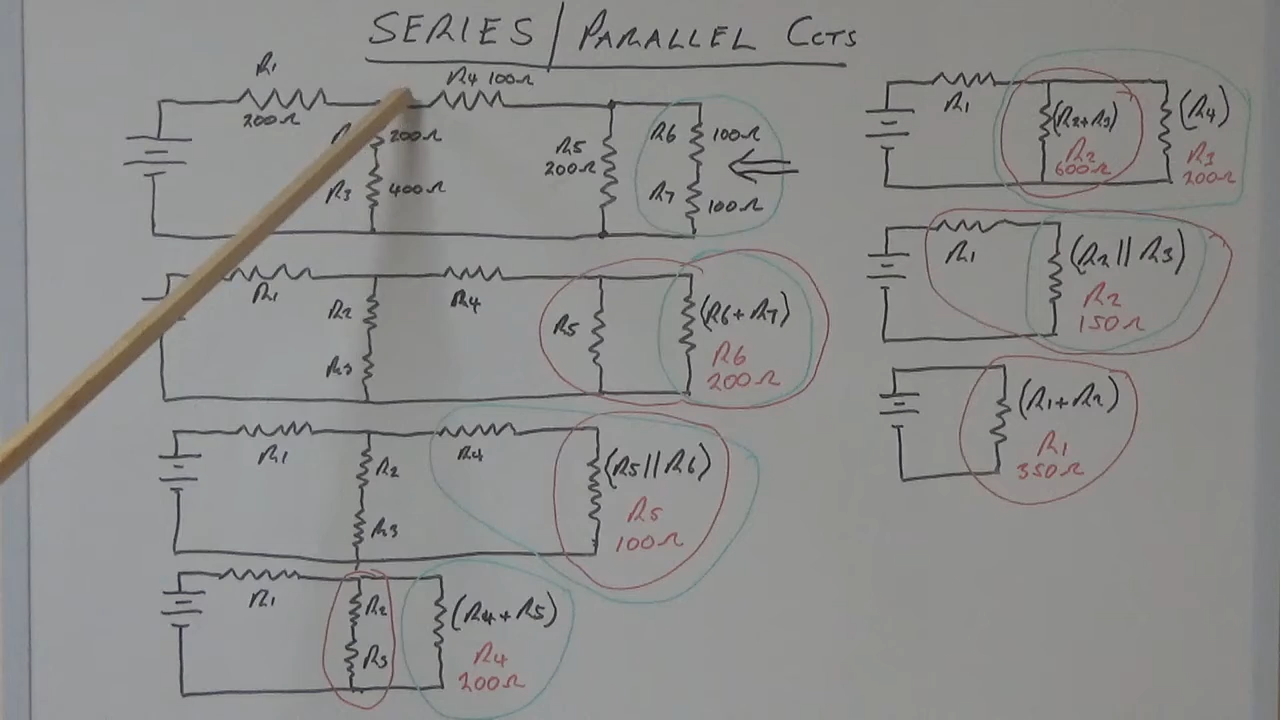 SERIES / PARALLEL CCTS
R1
200Ω
R4 100Ω
200Ω
R3
400Ω
R5
200Ω
R6
100Ω
R7
100Ω
R1
R2
R3
R4
R5
(R6+R7)
R6
200Ω
R1
R2
R3
R4
(R5||R6)
R5
100Ω
R1
R2
R3
(R4+R5)
R4
200Ω
R1
(R2+R3)
R2
600Ω
(R4)
R3
200Ω
R1
(R2||R3)
R2
150Ω
(R1+R2)
R1
350Ω